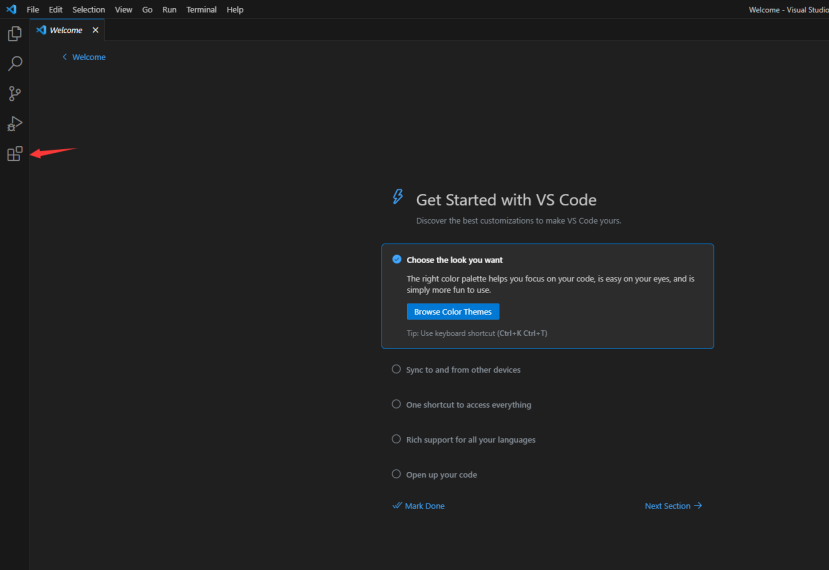 File Edit Selection View Go Run Terminal Help
Welcome - Visual Studio
Welcome
Welcome
Get Started with VS Code
Discover the best customizations to make VS Code yours.
Choose the look you want
The right color palette helps you focus on your code, is easy on your eyes, and is
simply more fun to use.
Browse Color Themes
Tip: Use keyboard shortcut (Ctrl+K Ctrl+T)
Sync to and from other devices
One shortcut to access everything
Rich support for all your languages
Open up your code
Mark Done
Next Section